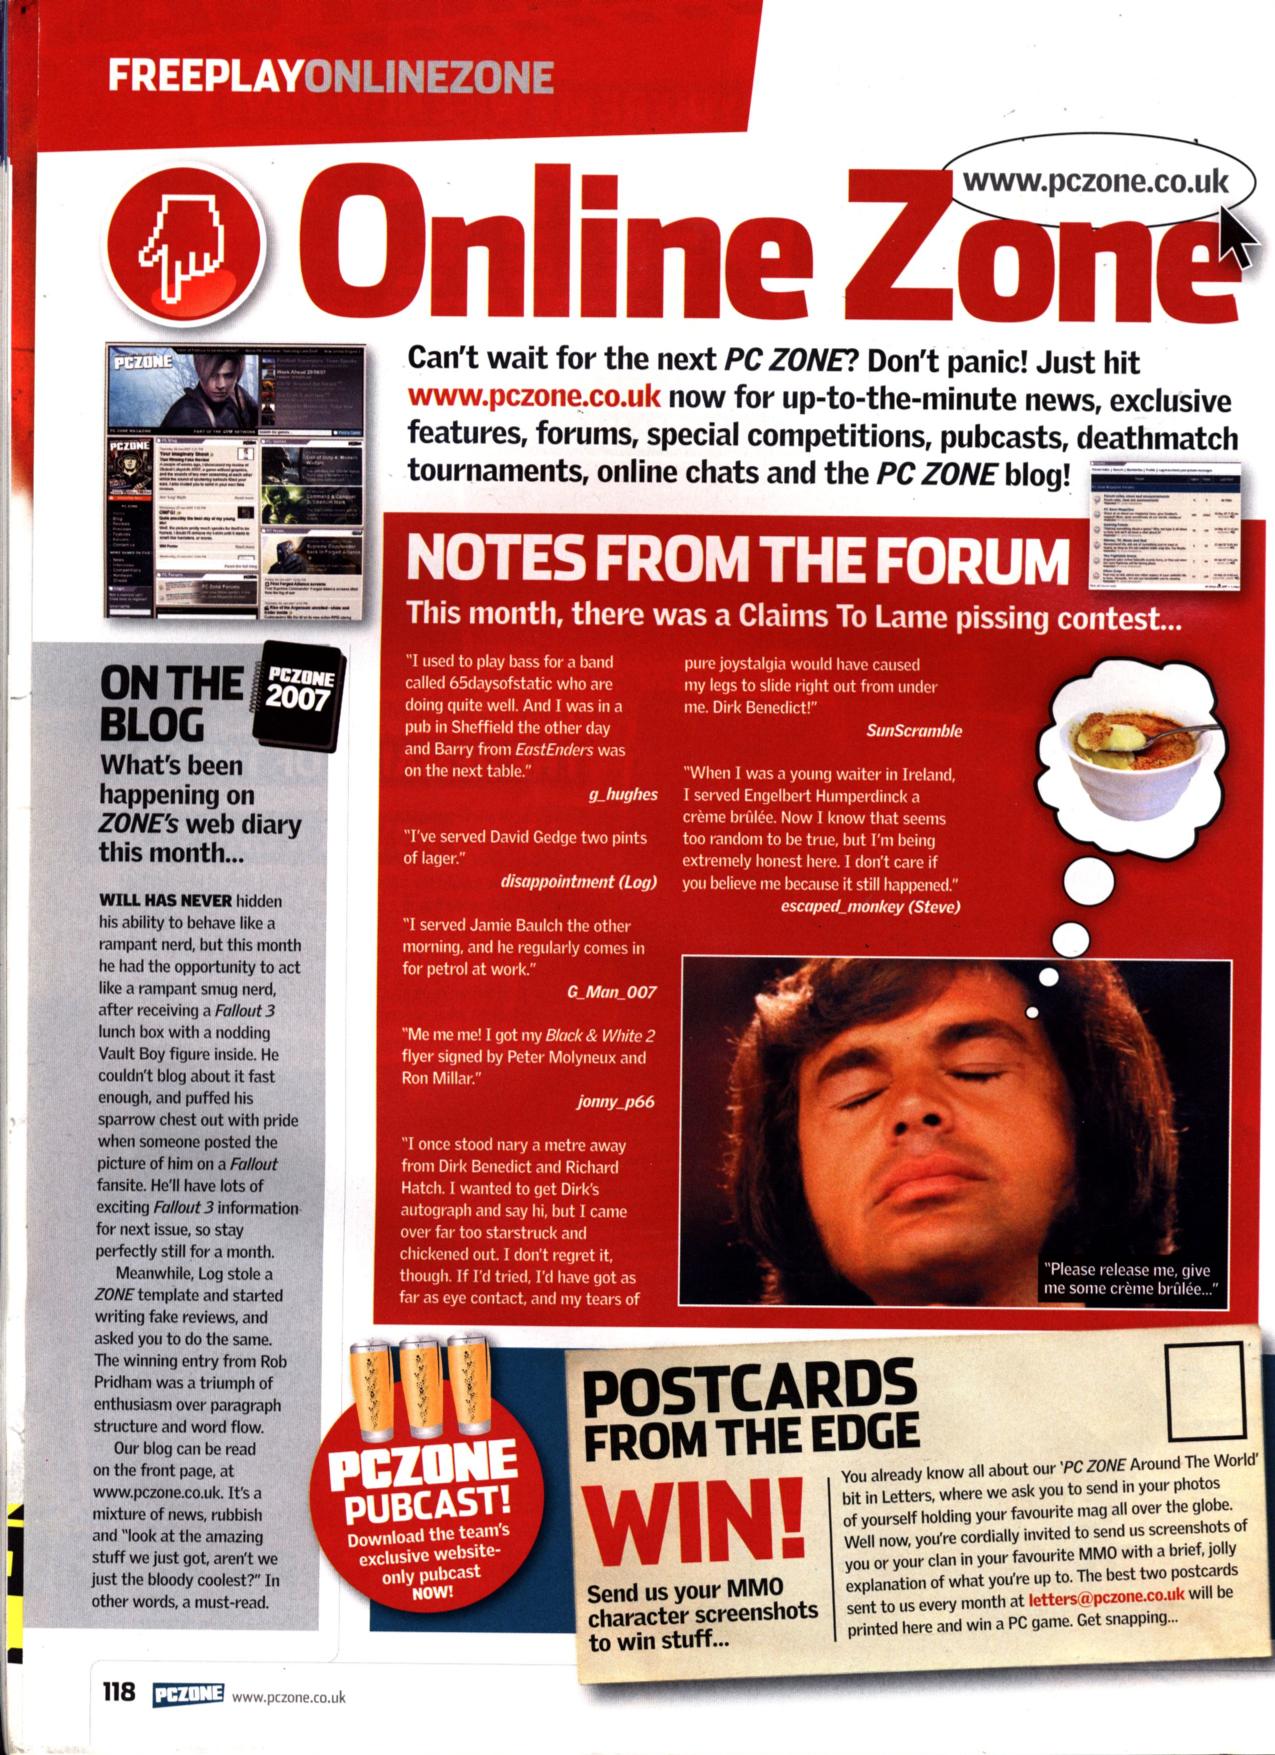 FREEPLAYONLINEZONE
www.pczone.co.uk
Online Zone
Can't wait for the next PC ZONE? Don't panic! Just hit
www.pczone.co.uk now for up-to-the-minute news, exclusive
features, forums, special competitions, pubcasts, deathmatch
tournaments, online chats and the PC ZONE blog!
PCZONE
PCZONE
Your Imaginary Shoot
OMFG!
NOTES FROM THE FORUM
This month, there was a Claims To Lame pissing contest...
"I used to play bass for a band
called 65daysofstatic who are
doing quite well. And I was in a
pub in Sheffield the other day
and Barry from EastEnders was
on the next table."
g_hughes
"I've served David Gedge two pints
of lager."
disappointment (Log)
"I served Jamie Baulch the other
morning, and he regularly comes in
for petrol at work."
G_Man_007
"Me me me! I got my Black & White 2
flyer signed by Peter Molyneux and
Ron Millar."
jonny_p66
"I once stood nary a metre away
from Dirk Benedict and Richard
Hatch. I wanted to get Dirk's
autograph and say hi, but I came
over far too starstruck and
chickened out. I don't regret it,
though. If I'd tried, I'd have got as
far as eye contact, and my tears of
pure joystalgia would have caused
my legs to slide right out from under
me. Dirk Benedict!"
SunScramble
"When I was a young waiter in Ireland,
I served Engelbert Humperdinck a
crème brûlée. Now I know that seems
too random to be true, but I'm being
extremely honest here. I don't care if
you believe me because it still happened."
escaped_monkey (Steve)
"Please release me, give
me some crème brûlée..."
ON THE
BLOG
PCZONE
2007
What's been
happening on
ZONE's web diary
this month...
WILL HAS NEVER hidden
his ability to behave like a
rampant nerd, but this month
he had the opportunity to act
like a rampant smug nerd,
after receiving a Fallout 3
lunch box with a nodding
Vault Boy figure inside. He
couldn't blog about it fast
enough, and puffed his
sparrow chest out with pride
when someone posted the
picture of him on a Fallout
fansite. He'll have lots of
exciting Fallout 3 information
for next issue, so stay
perfectly still for a month.
Meanwhile, Log stole a
ZONE template and started
writing fake reviews, and
asked you to do the same.
The winning entry from Rob
Pridham was a triumph of
enthusiasm over paragraph
structure and word flow.
Our blog can be read
on the front page, at
www.pczone.co.uk. It's a
mixture of news, rubbish
and "look at the amazing
stuff we just got, aren't we
just the bloody coolest?" In
other words, a must-read.
PCZONE
PUBCAST!
Download the team's
exclusive website-
only pubcast
NOW!
POSTCARDS
FROM THE EDGE
WIN!
Send us your MMO
character screenshots
to win stuff...
You already know all about our 'PC ZONE Around The World'
bit in Letters, where we ask you to send in your photos
of yourself holding your favourite mag all over the globe.
Well now, you're cordially invited to send us screenshots of
you or your clan in your favourite MMO with a brief, jolly
explanation of what you're up to. The best two postcards
sent to us every month at letters@pczone.co.uk will be
printed here and win a PC game. Get snapping...
118 PCZONE www.pczone.co.uk